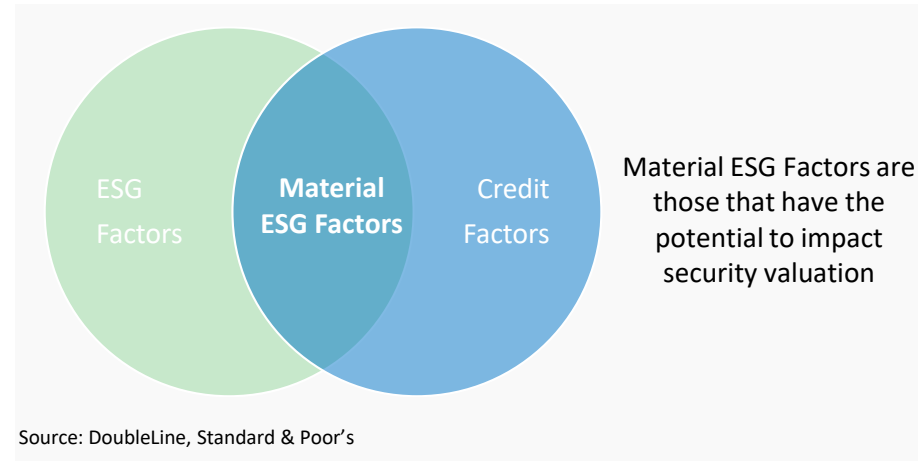 ESG
Factors
Material
ESG Factors
Credit
Factors
Material ESG Factors are
those that have the
potential to impact
security valuation
Source: DoubleLine, Standard & Poor's